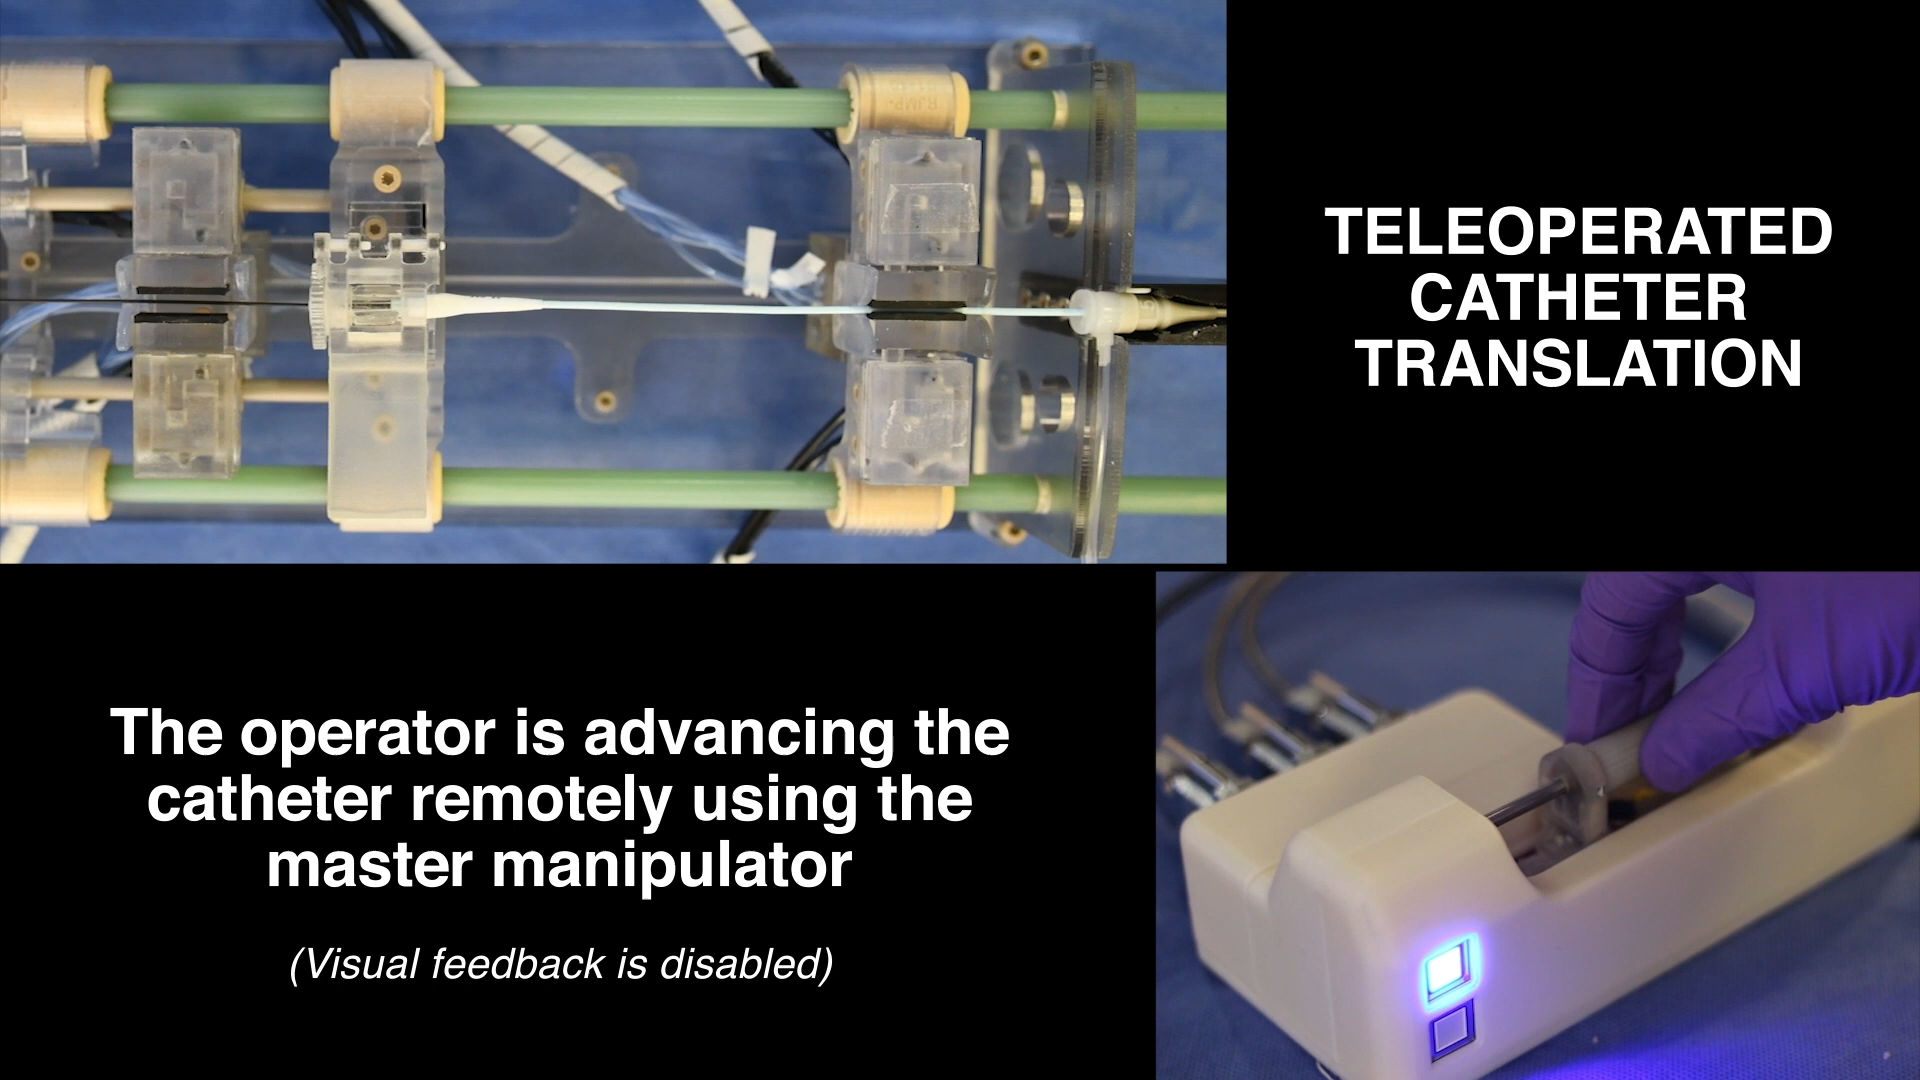 TELEOPERATED
CATHETER
TRANSLATION
The operator is advancing the
catheter remotely using the
master manipulator
(Visual feedback is disabled)